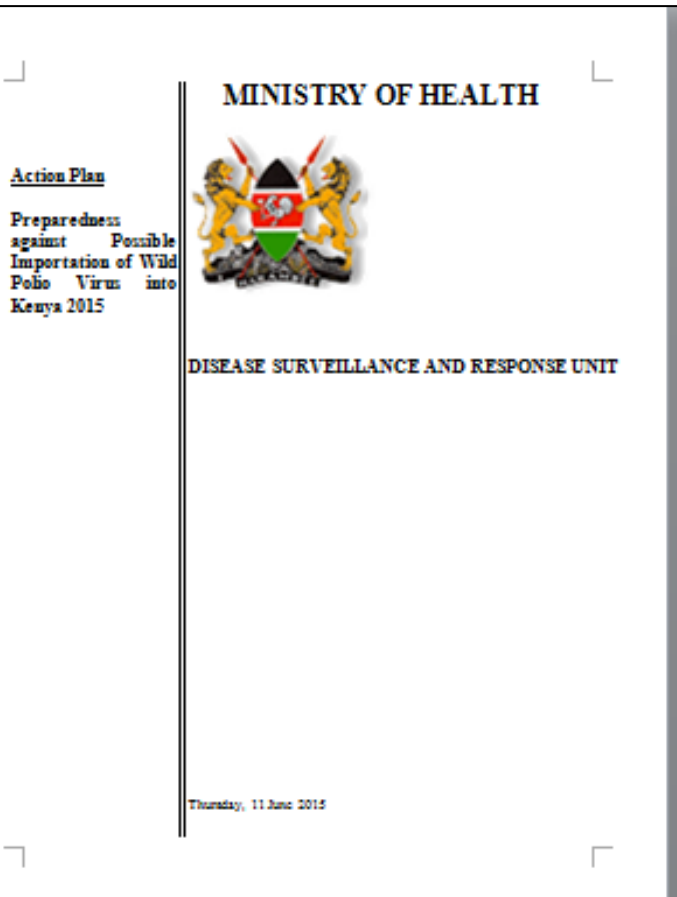 MINISTRY OF HEALTH
Action Plan
Preparedness
against Possible
Importation of Wild
Polio Virus into
Kenya 2015
HARAMBEE
DISEASE SURVEILLANCE AND RESPONSE UNIT
Thursday, 11 June 2015